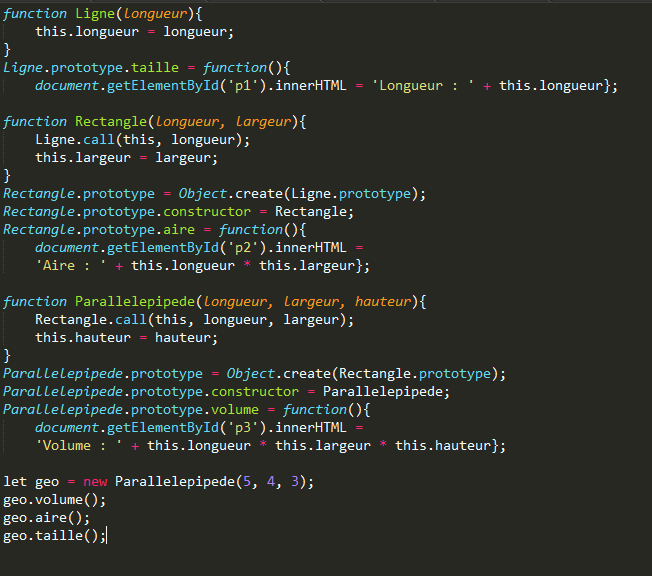 function Ligne(longueur){
    this.longueur = longueur;
}
Ligne.prototype.taille = function(){
    document.getElementById('p1').innerHTML = 'Longueur : ' + this.longueur};

function Rectangle(longueur, largeur){
    Ligne.call(this, longueur);
    this.largeur = largeur;
}
Rectangle.prototype = Object.create(Ligne.prototype);
Rectangle.prototype.constructor = Rectangle;
Rectangle.prototype.aire = function(){
    document.getElementById('p2').innerHTML =
    'Aire : ' + this.longueur * this.largeur};

function Parallelepipede(longueur, largeur, hauteur){
    Rectangle.call(this, longueur, largeur);
    this.hauteur = hauteur;
}
Parallelepipede.prototype = Object.create(Rectangle.prototype);
Parallelepipede.prototype.constructor = Parallelepipede;
Parallelepipede.prototype.volume = function(){
    document.getElementById('p3').innerHTML =
    'Volume : ' + this.longueur * this.largeur * this.hauteur};

let geo = new Parallelepipede(5, 4, 3);
geo.volume();
geo.aire();
geo.taille();